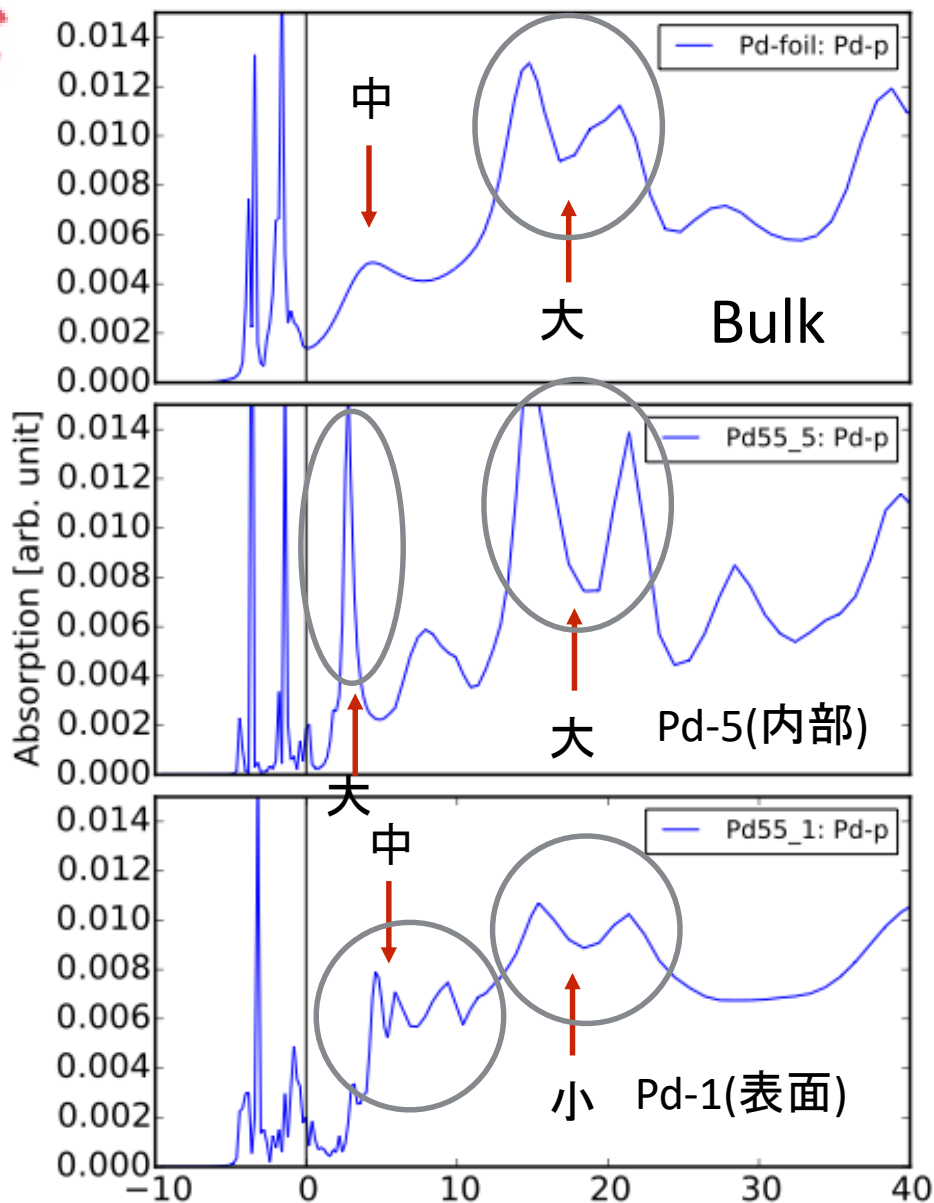 0.014
Pd-foil: Pd-p
0.012
中
0.010
0.008
0.006
0.004
大
Bulk
0.002
0.000
Absorption [arb. unit]
0.014
Pd55_5: Pd-p
0.012
0.010
0.008
0.006
0.004
大
Pd-5(内部)
0.002
0.000
大
0.014
Pd55_1: Pd-p
中
0.012
0.010
0.008
0.006
0.004
小
Pd-1(表面)
0.002
0.000
−10 0 10 20 30 40